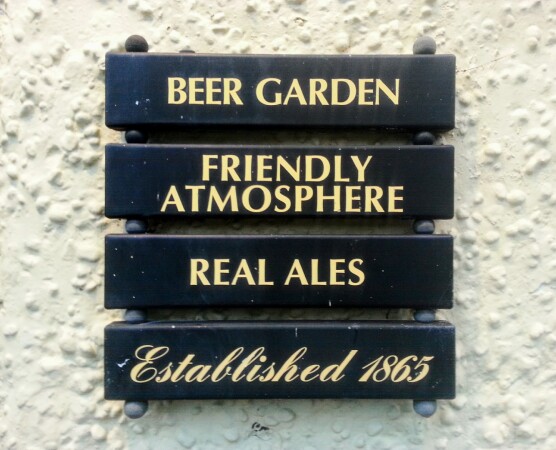 BEER GARDEN
FRIENDLY
ATMOSPHERE
REAL ALES
Established 1865